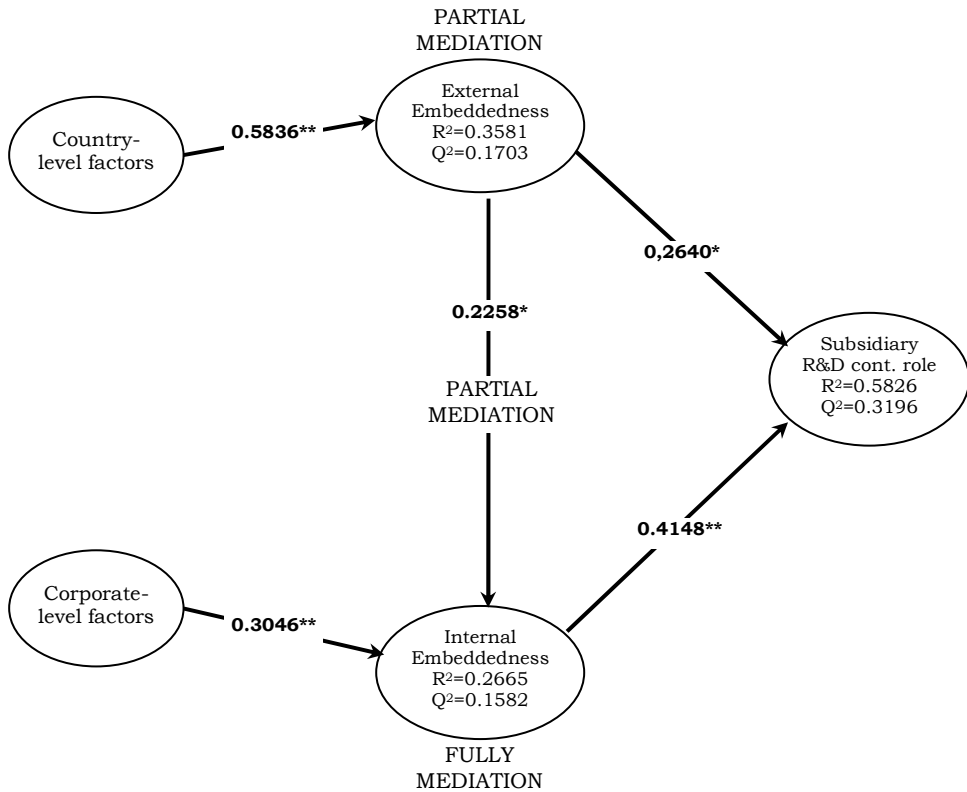 PARTIAL
MEDIATION
External
Embeddedness
R²=0.3581
Q²=0.1703
Country-
level factors
0.5836**
0,2640*
0.2258*
Subsidiary
R&D cont. role
R²=0.5826
Q²=0.3196
PARTIAL
MEDIATION
0.4148**
Corporate-
level factors
0.3046**
Internal
Embeddedness
R²=0.2665
Q²=0.1582
FULLY
MEDIATION